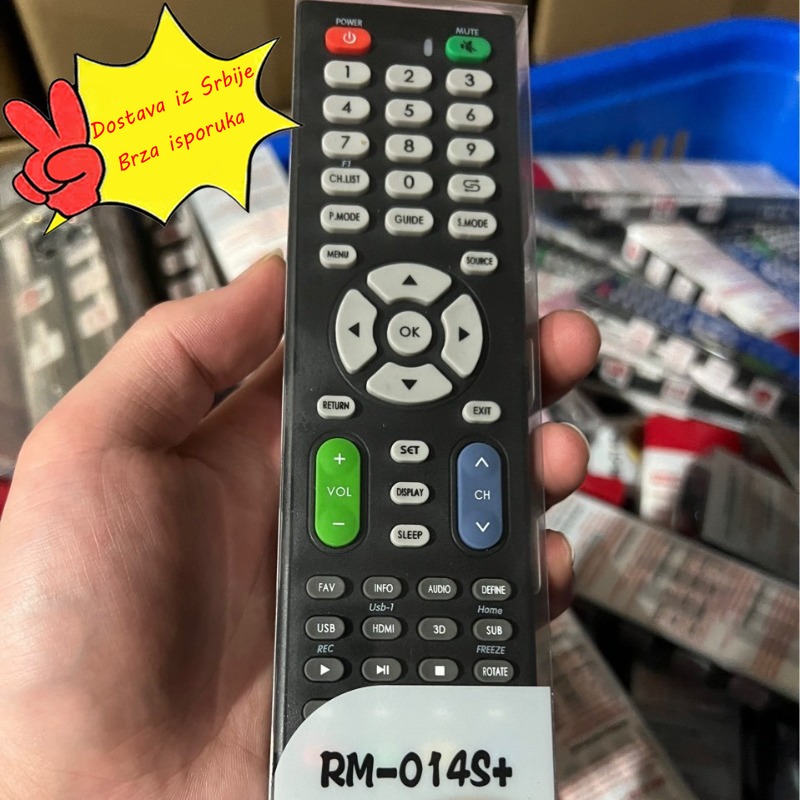 Dostava iz Srbije
Brza isporuka
POWER
MUTE
1 2 3
4 5 6
7 8 9
F1
CH.LIST 0
P.MODE GUIDE S.MODE
MENU SOURCE
OK
RETURN EXIT
SET
+
VOL DISPLAY CH
−
SLEEP
FAV INFO AUDIO DEFINE
Usb-1 Home
USB HDMI 3D SUB
REC FREEZE
ROTATE
RM-014S+